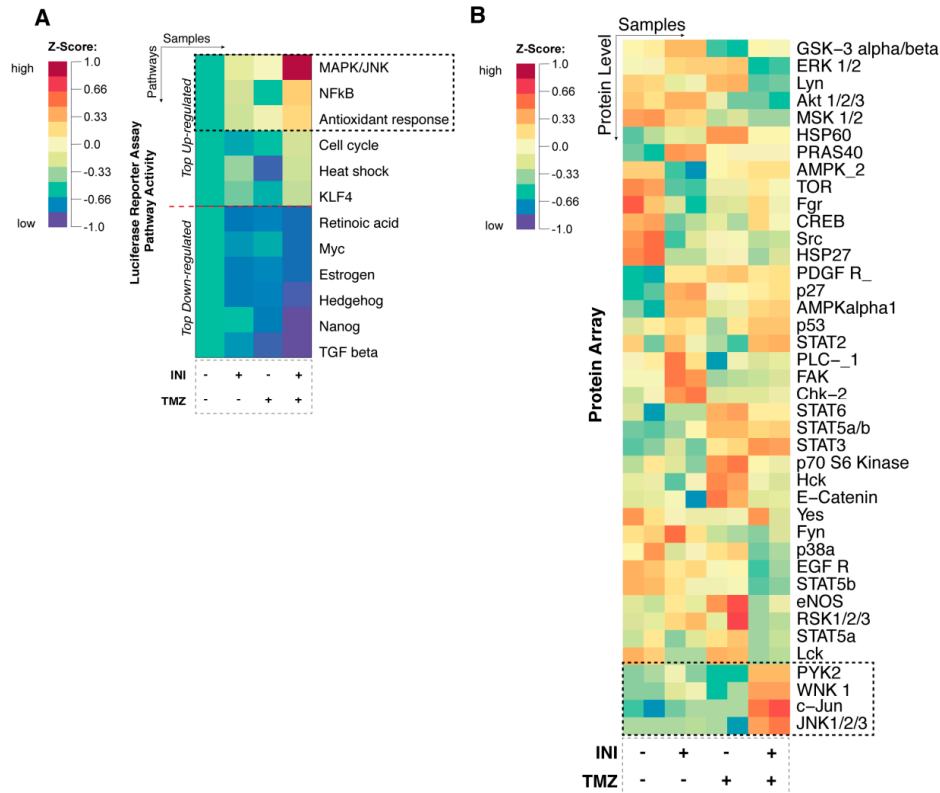 A
Z-Score:
high
1.0
0.66
0.33
0.0
-0.33
-0.66
-1.0
low
Samples
Pathways
Luciferase Reporter Assay
Pathway Activity
Top Up-regulated
Top Down-regulated
MAPK/JNK
NFkB
Antioxidant response
Cell cycle
Heat shock
KLF4
Retinoic acid
Myc
Estrogen
Hedgehog
Nanog
TGF beta
INI - + - +
TMZ - - + +
B
Z-Score:
high
1.0
0.66
0.33
0.0
-0.33
-0.66
-1.0
low
Samples
Protein Level
Protein Array
GSK-3 alpha/beta
ERK 1/2
Lyn
Akt 1/2/3
MSK 1/2
HSP60
PRAS40
AMPK_2
TOR
Fgr
CREB
Src
HSP27
PDGF R_
p27
AMPKalpha1
p53
STAT2
PLC-_1
FAK
Chk-2
STAT6
STAT5a/b
STAT3
p70 S6 Kinase
Hck
E-Catenin
Yes
Fyn
p38a
EGF R
STAT5b
eNOS
RSK1/2/3
STAT5a
Lck
PYK2
WNK 1
c-Jun
JNK1/2/3
INI - + - +
TMZ - - + +